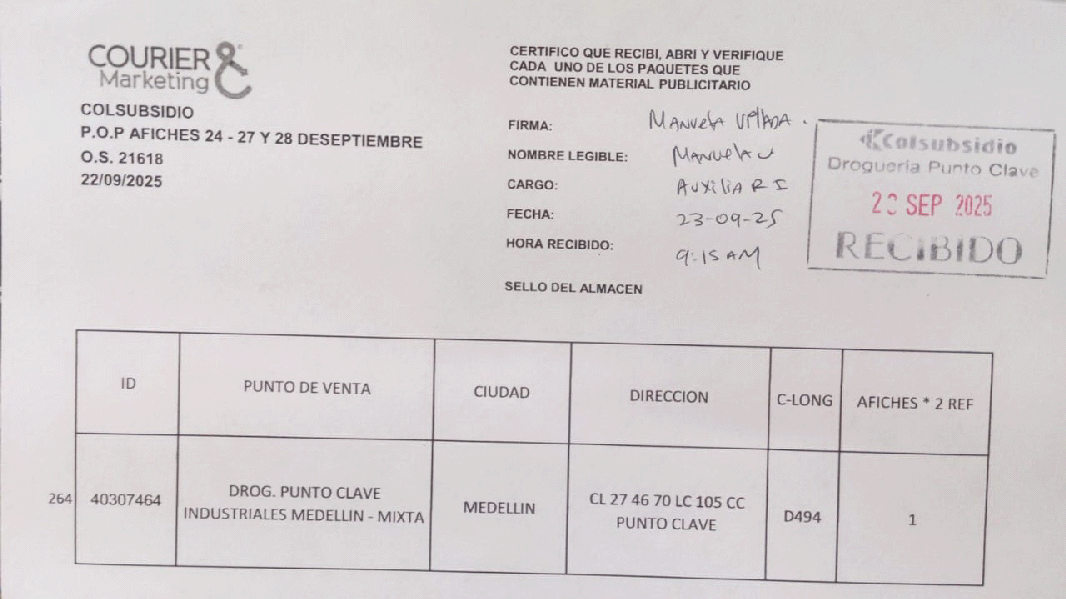 COURIER &
Marketing
COLSUBSIDIO
P.O.P AFICHES 24 - 27 Y 28 DESEPTIEMBRE
O.S. 21618
22/09/2025
CERTIFICO QUE RECIBI, ABRI Y VERIFIQUE
CADA UNO DE LOS PAQUETES QUE
CONTIENEN MATERIAL PUBLICITARIO
FIRMA: MANUELA
NOMBRE LEGIBLE: MANUELA V
CARGO: AUXILIAR I
FECHA: 23-09-25
HORA RECIBIDO: 9:15 AM
SELLO DEL ALMACEN
Colsubsidio
Droguería Punto Clave
SEP 2025
RECIBIDO
ID PUNTO DE VENTA CIUDAD DIRECCION C-LONG AFICHES * 2 REF
264 40307464 DROG. PUNTO CLAVE INDUSTRIALES MEDELLIN - MIXTA MEDELLIN CL 27 46 70 LC 105 CC PUNTO CLAVE D494 1